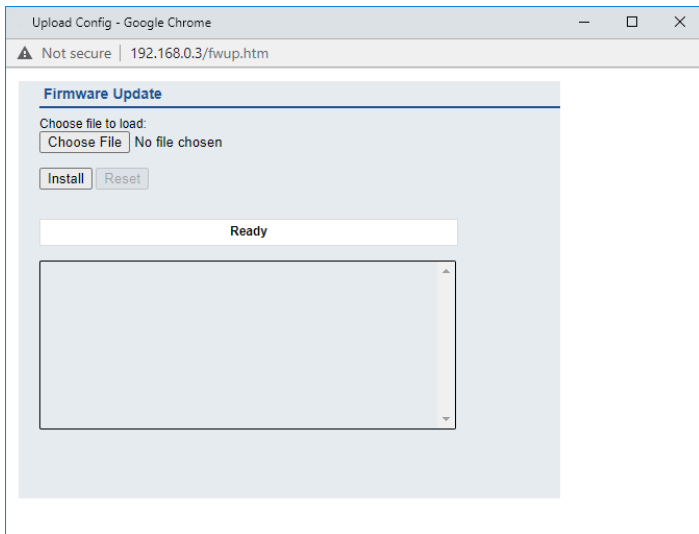 Upload Config - Google Chrome
Not secure | 192.168.0.3/fwup.htm
Firmware Update
Choose file to load:
Choose File No file chosen
Install Reset
Ready